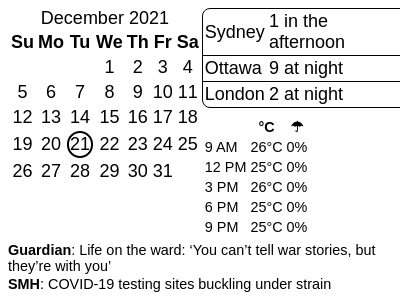 December 2021
Su Mo Tu We Th Fr Sa
1 2 3 4
5 6 7 8 9 10 11
12 13 14 15 16 17 18
19 20 21 22 23 24 25
26 27 28 29 30 31
Sydney 1 in the
afternoon
Ottawa 9 at night
London 2 at night
°C ☂
9 AM 26°C 0%
12 PM 25°C 0%
3 PM 26°C 0%
6 PM 25°C 0%
9 PM 25°C 0%
Guardian: Life on the ward: ‘You can’t tell war stories, but
they’re with you’
SMH: COVID-19 testing sites buckling under strain